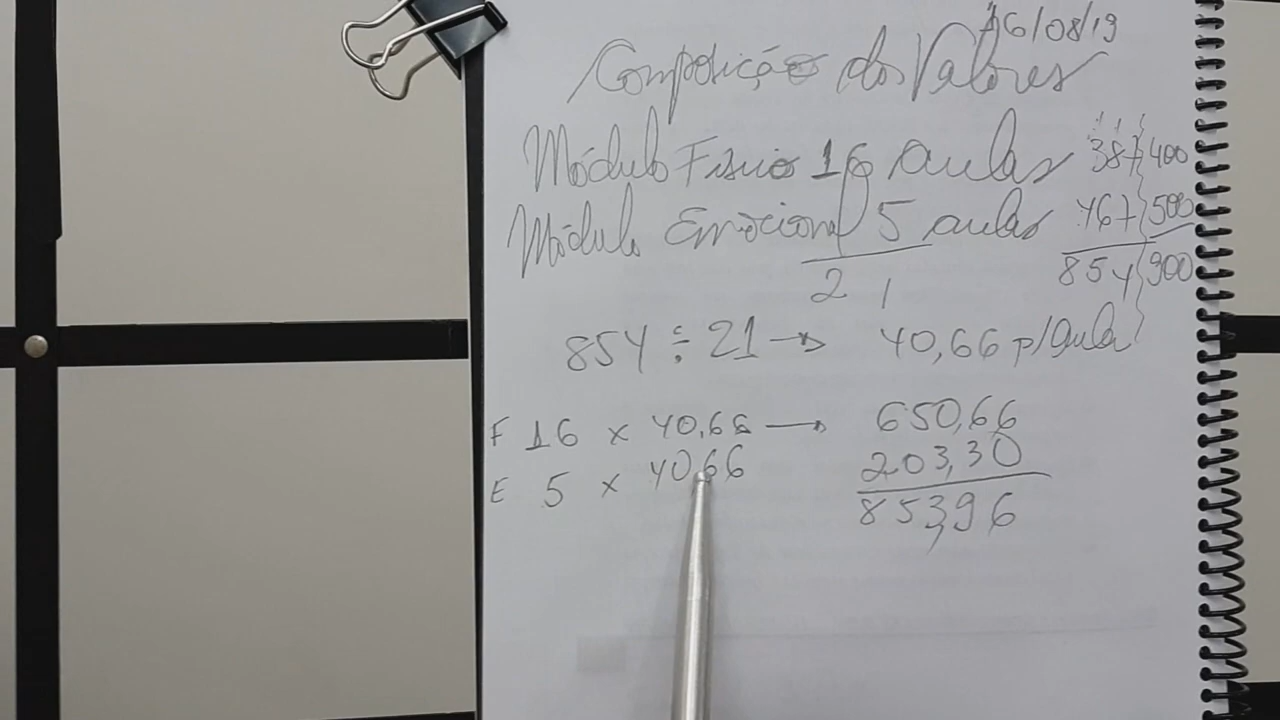 16/08/19
Composição dos Valores
Módulo Físico 16 aulas 387 400
Módulo Emocional 5 aulas 467 500
21 854 900
854 ÷ 21 → 40,66 p/aula
F 16 x 40,66 → 650,66
E 5 x 40,66 203,30
853,96